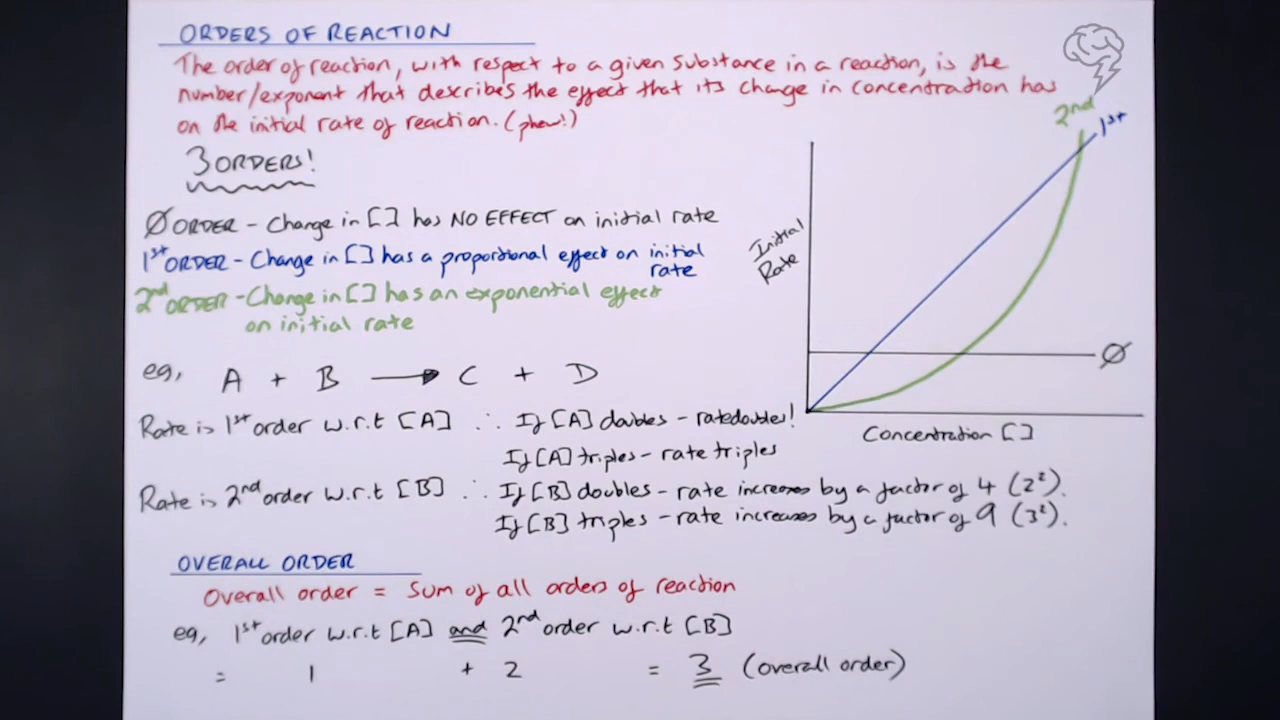 ORDERS OF REACTION
The order of reaction, with respect to a given substance in a reaction, is the
number/exponent that describes the effect that its change in concentration has
on the initial rate of reaction. (phew!)
3 ORDERS!
Ø ORDER - Change in [] has NO EFFECT on initial rate
1st ORDER - Change in [] has a proportional effect on initial
rate
2nd ORDER - Change in [] has an exponential effect
on initial rate
2nd
1st
Initial
Rate
Ø
Concentration []
eg, A + B → C + D
Rate is 1st order w.r.t [A] ∴ If [A] doubles - rate doubles!
If [A] triples - rate triples
Rate is 2nd order w.r.t [B] ∴ If [B] doubles - rate increases by a factor of 4 (2²).
If [B] triples - rate increases by a factor of 9 (3²).
OVERALL ORDER
Overall order = Sum of all orders of reaction
eg, 1st order w.r.t [A] and 2nd order w.r.t [B]
= 1 + 2 = 3 (overall order)